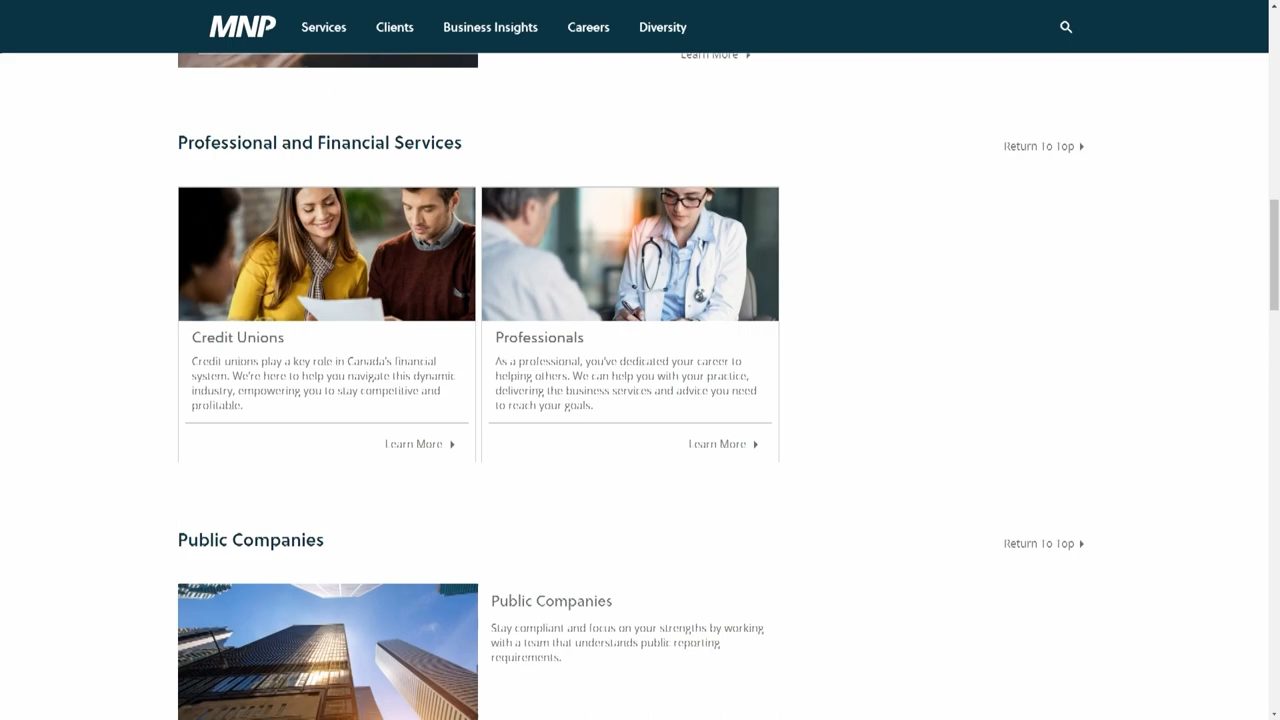 MNP Services Clients Business Insights Careers Diversity
Learn More
Professional and Financial Services
Return To Top
Credit Unions
Credit unions play a key role in Canada's financial
system. We're here to help you navigate this dynamic
industry, empowering you to stay competitive and
profitable.
Learn More
Professionals
As a professional, you've dedicated your career to
helping others. We can help you with your practice,
delivering the business services and advice you need
to reach your goals.
Learn More
Public Companies
Return To Top
Public Companies
Stay compliant and focus on your strengths by working
with a team that understands public reporting
requirements.